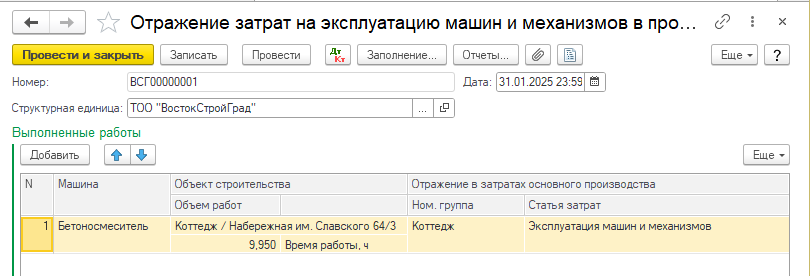 Отражение затрат на эксплуатацию машин и механизмов в про...
Провести и закрыть Записать Провести Дт Кт Заполнение... Отчеты... Еще ?
Номер: ВСГ00000001 Дата: 31.01.2025 23:59
Структурная единица: ТОО "ВостокСтройГрад" ...
Выполненные работы
Добавить Еще
N Машина Объект строительства Отражение в затратах основного производства
Объем работ Ном. группа Статья затрат
1 Бетоносмеситель Коттедж / Набережная им. Славского 64/3 Коттедж Эксплуатация машин и механизмов
9,950 Время работы, ч